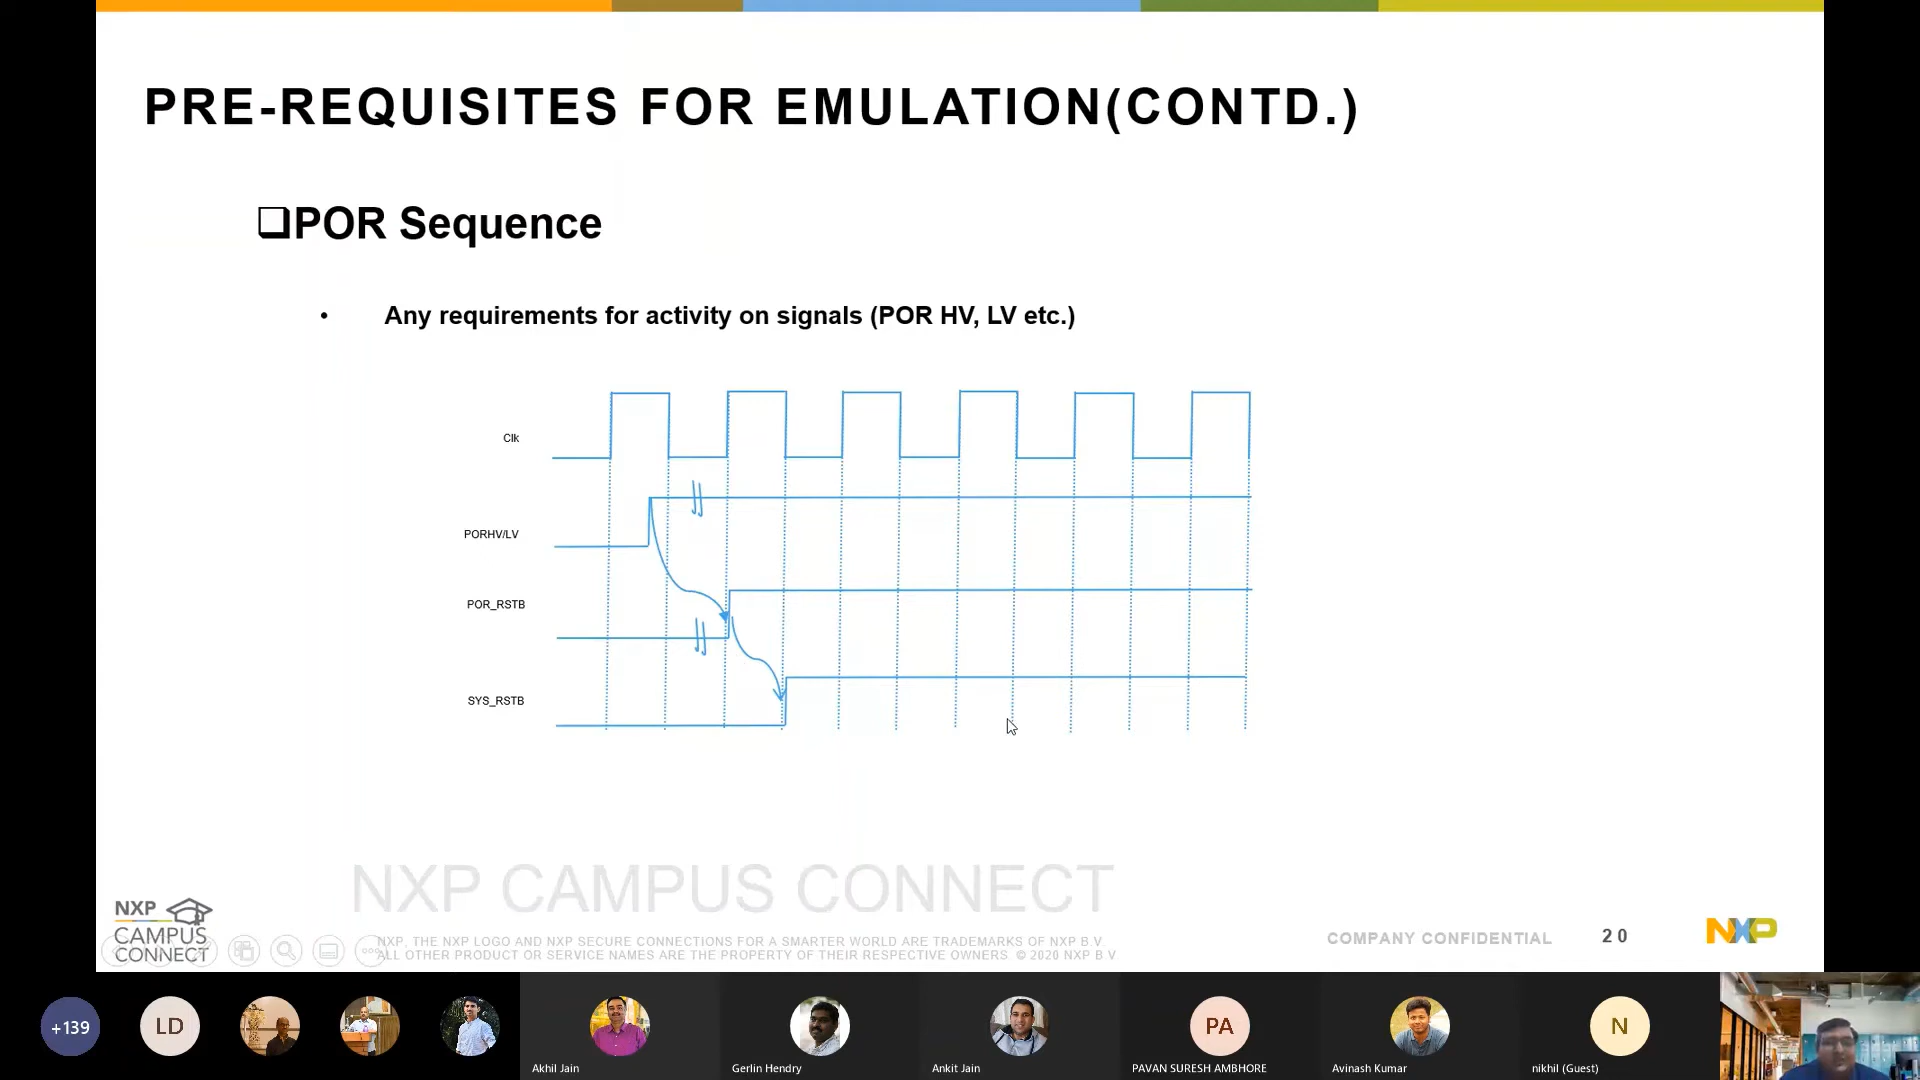 PRE-REQUISITES FOR EMULATION(CONTD.)
❑POR Sequence
• Any requirements for activity on signals (POR HV, LV etc.)
Clk
PORHV/LV
POR_RSTB
SYS_RSTB
NXP CAMPUS CONNECT
NXP
CAMPUS
CONNECT
NXP, THE NXP LOGO AND NXP SECURE CONNECTIONS FOR A SMARTER WORLD ARE TRADEMARKS OF NXP B.V.
ALL OTHER PRODUCT OR SERVICE NAMES ARE THE PROPERTY OF THEIR RESPECTIVE OWNERS. © 2020 NXP B.V.
COMPANY CONFIDENTIAL
20
NXP
+139
LD
PA
N
Akhil Jain
Gerlin Hendry
Ankit Jain
PAVAN SURESH AMBHORE
Avinash Kumar
nikhil (Guest)